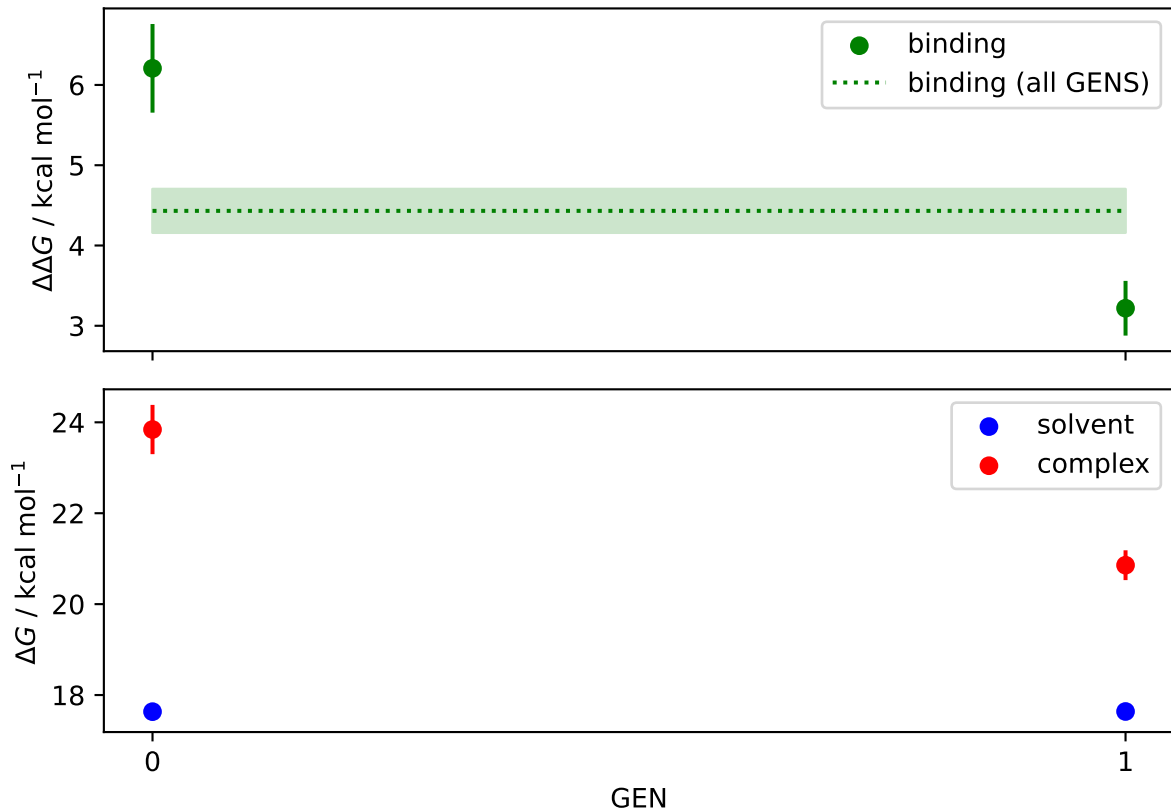 ΔΔG / kcal mol⁻¹
6
5
4
3
binding
binding (all GENS)
ΔG / kcal mol⁻¹
24
22
20
18
solvent
complex
0
1
GEN